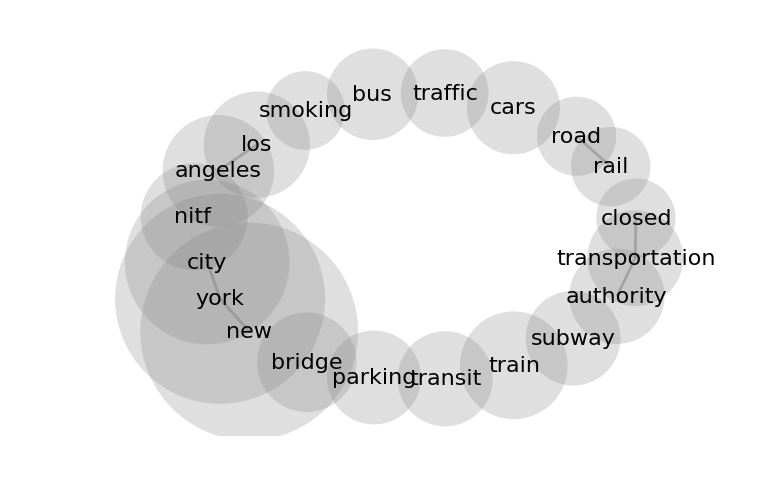 bus
traffic
cars
smoking
road
los
rail
angeles
nitf
closed
city
transportation
york
authority
new
subway
bridge
train
parking
transit